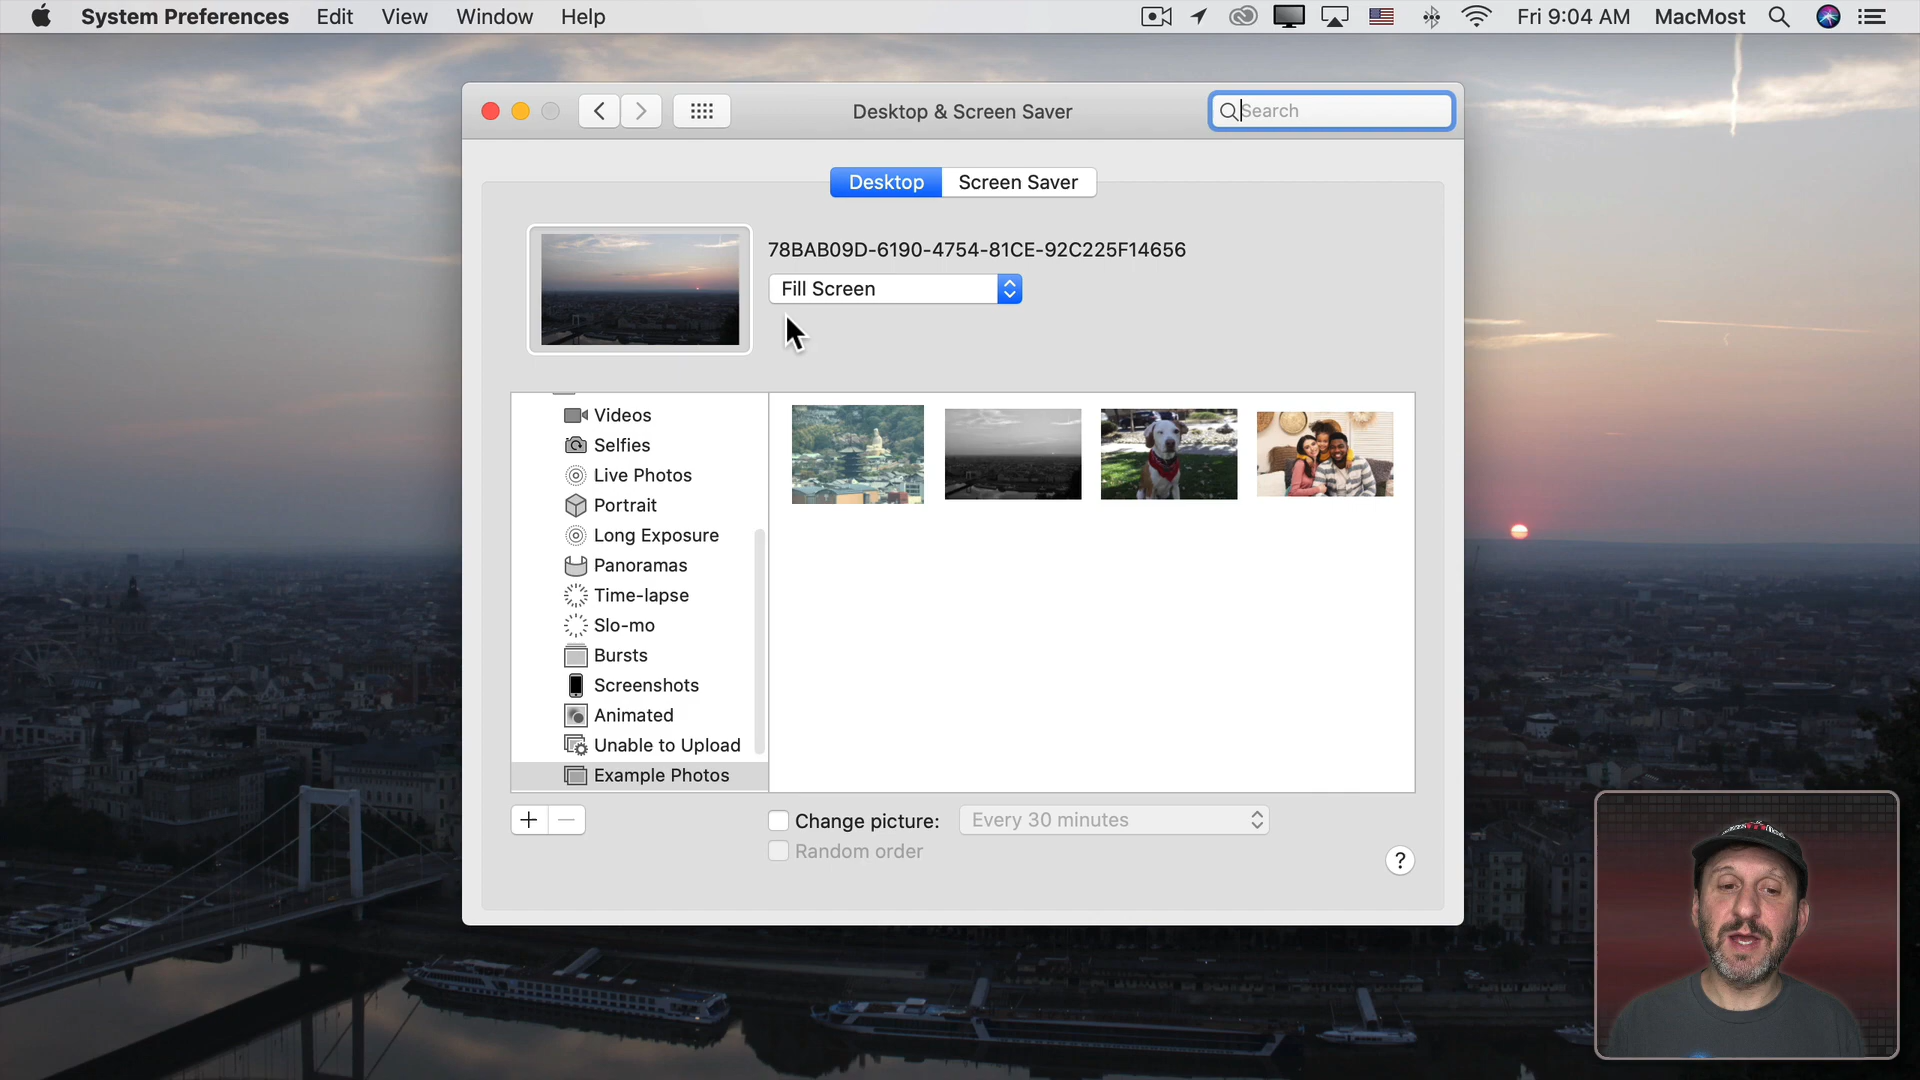 System Preferences Edit View Window Help Fri 9:04 AM MacMost
Desktop & Screen Saver Search
Desktop Screen Saver
78BAB09D-6190-4754-81CE-92C225F14656
Fill Screen
Videos
Selfies
Live Photos
Portrait
Long Exposure
Panoramas
Time-lapse
Slo-mo
Bursts
Screenshots
Animated
Unable to Upload
Example Photos
Change picture: Every 30 minutes
Random order
?